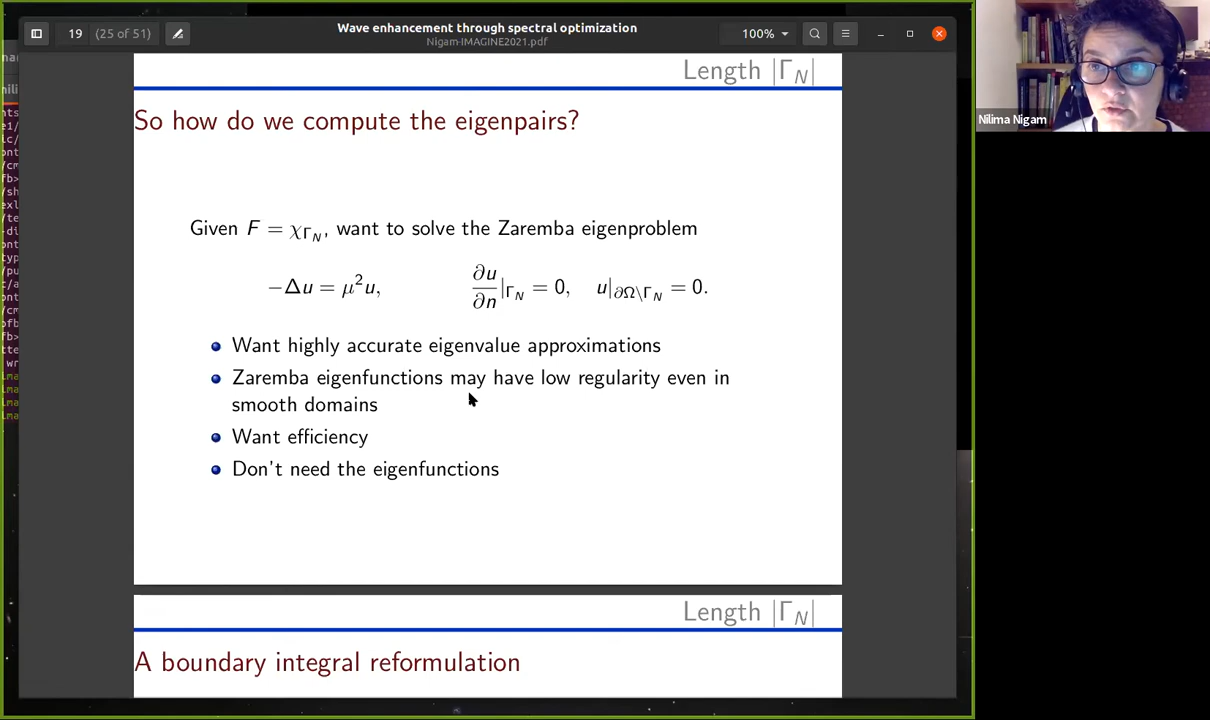 Wave enhancement through spectral optimization
Nigam-IMAGINE2021.pdf
19 (25 of 51)
100%
Length |Γ_N|
So how do we compute the eigenpairs?
Given F = χ_{Γ_N}, want to solve the Zaremba eigenproblem
−Δu = μ²u, ∂u/∂n|_{Γ_N} = 0, u|_{∂Ω\Γ_N} = 0.
Want highly accurate eigenvalue approximations
Zaremba eigenfunctions may have low regularity even in
smooth domains
Want efficiency
Don't need the eigenfunctions
Length |Γ_N|
A boundary integral reformulation
Nilima Nigam